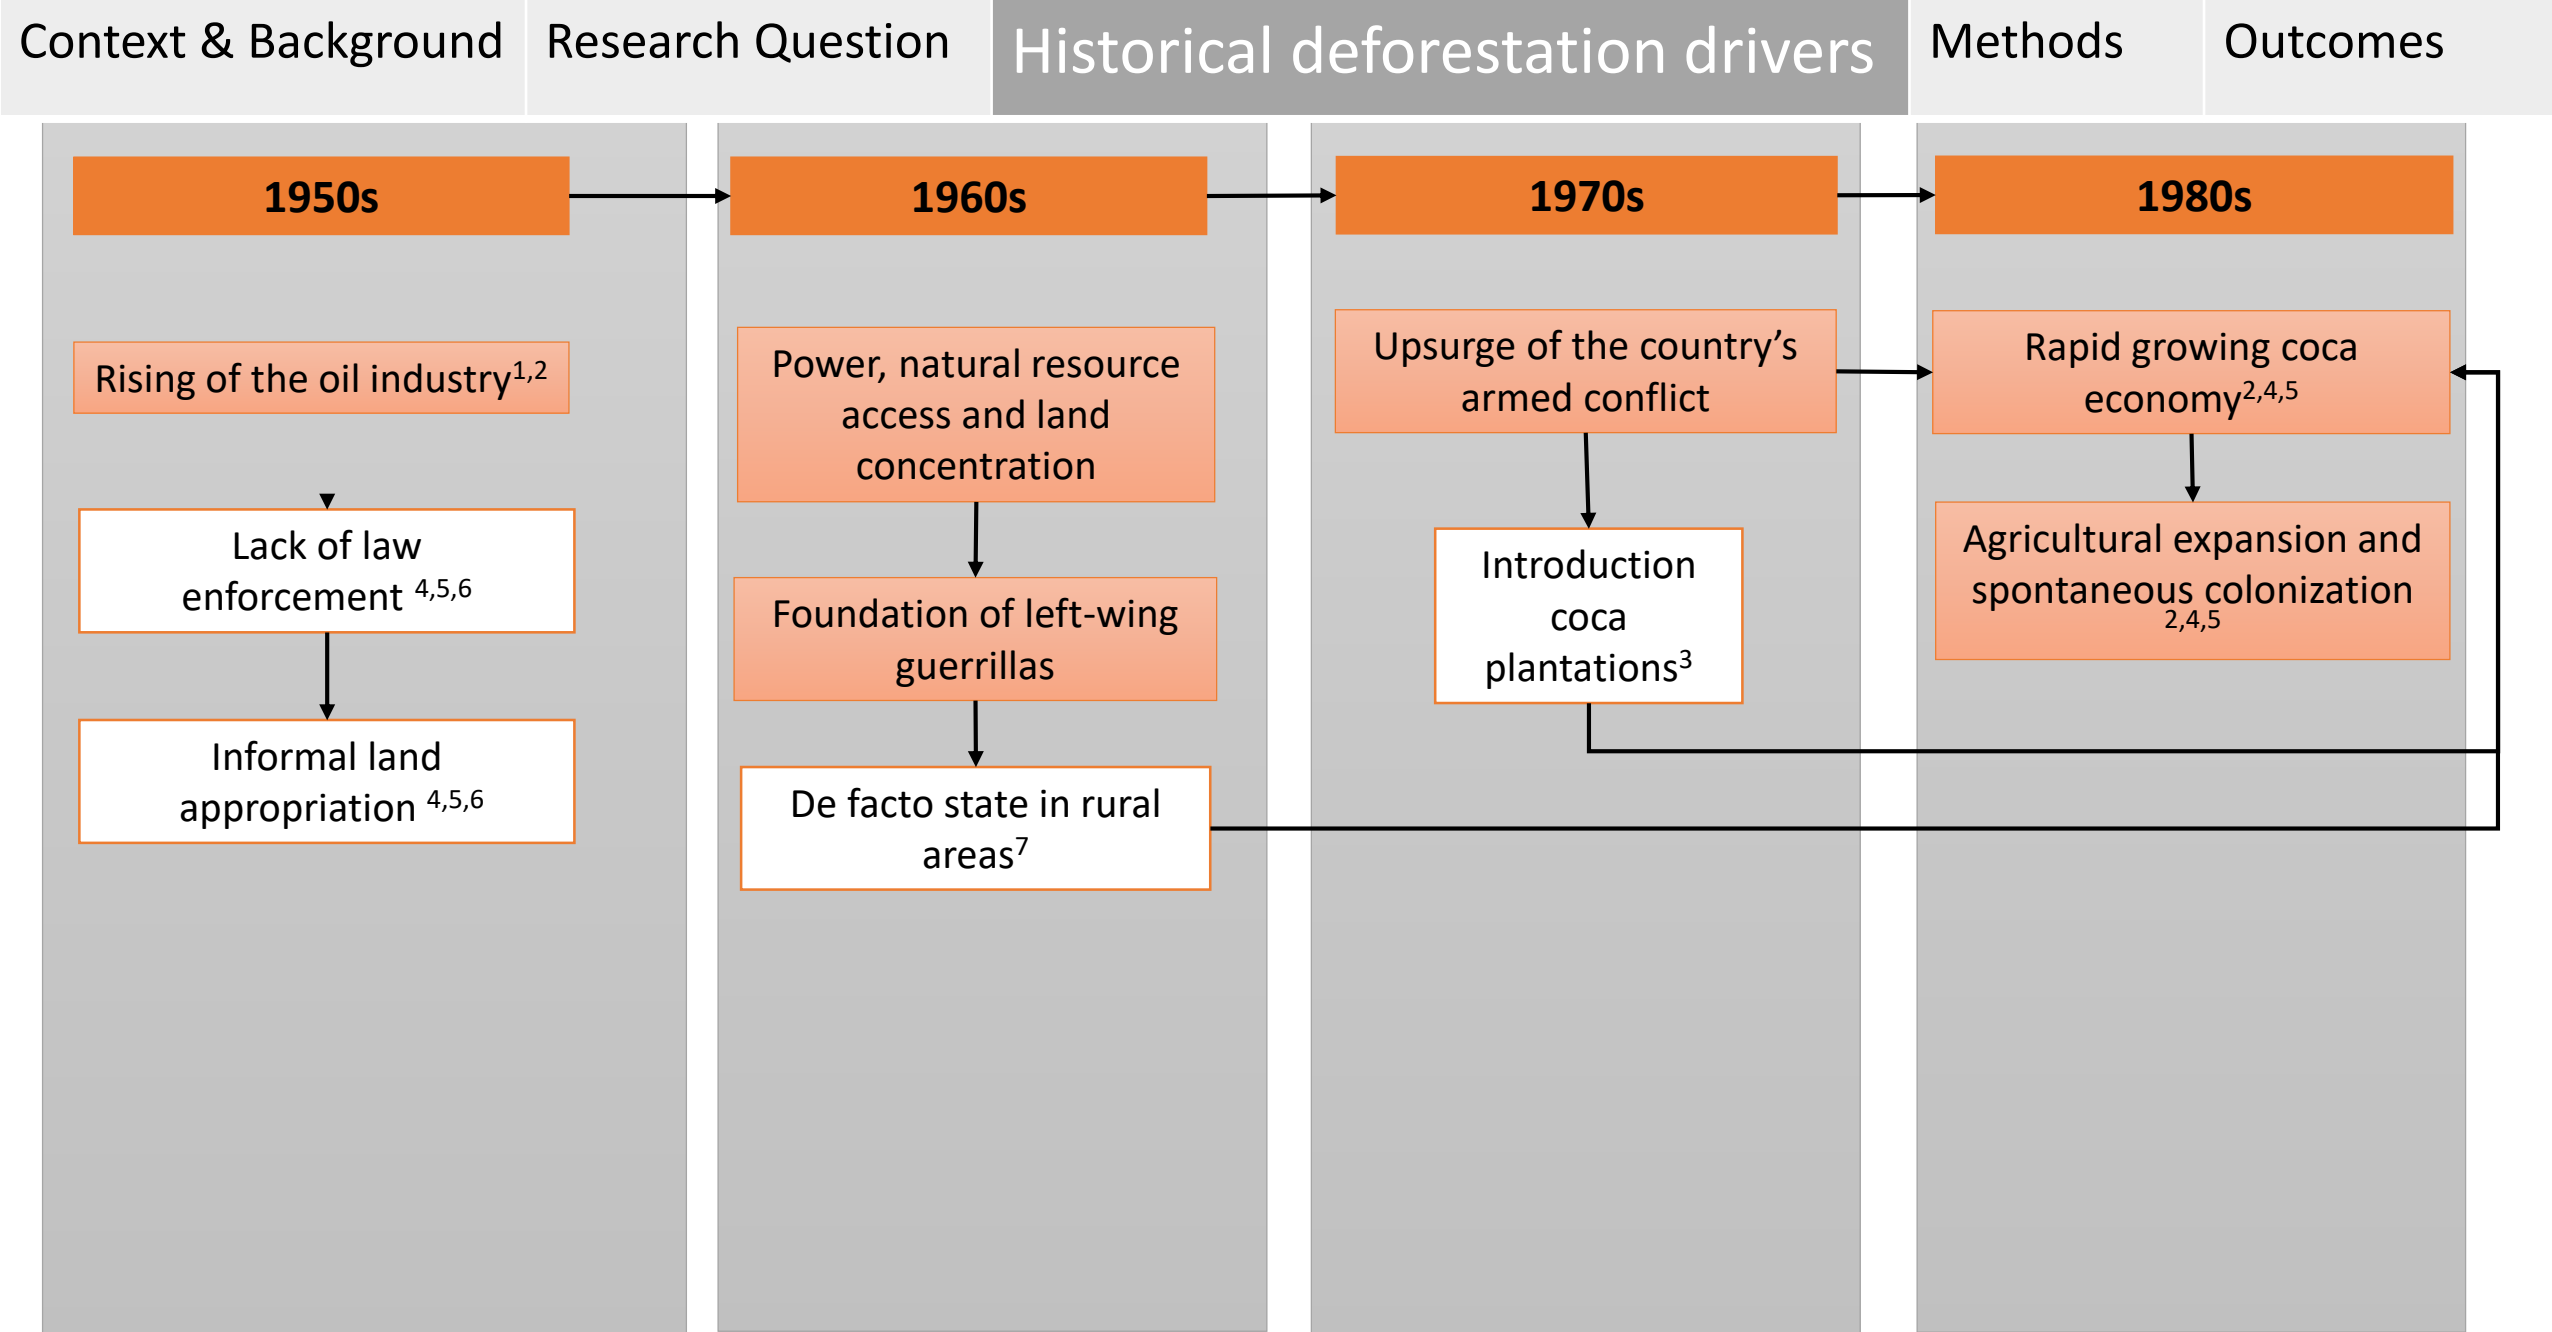 Context & Background
Research Question
Historical deforestation drivers
Methods
Outcomes
1950s
1960s
1970s
1980s
Rising of the oil industry1,2
Lack of law
enforcement 4,5,6
Informal land
appropriation 4,5,6
Power, natural resource
access and land
concentration
Foundation of left-wing
guerrillas
De facto state in rural
areas7
Upsurge of the country’s
armed conflict
Introduction
coca
plantations3
Rapid growing coca
economy2,4,5
Agricultural expansion and
spontaneous colonization
2,4,5